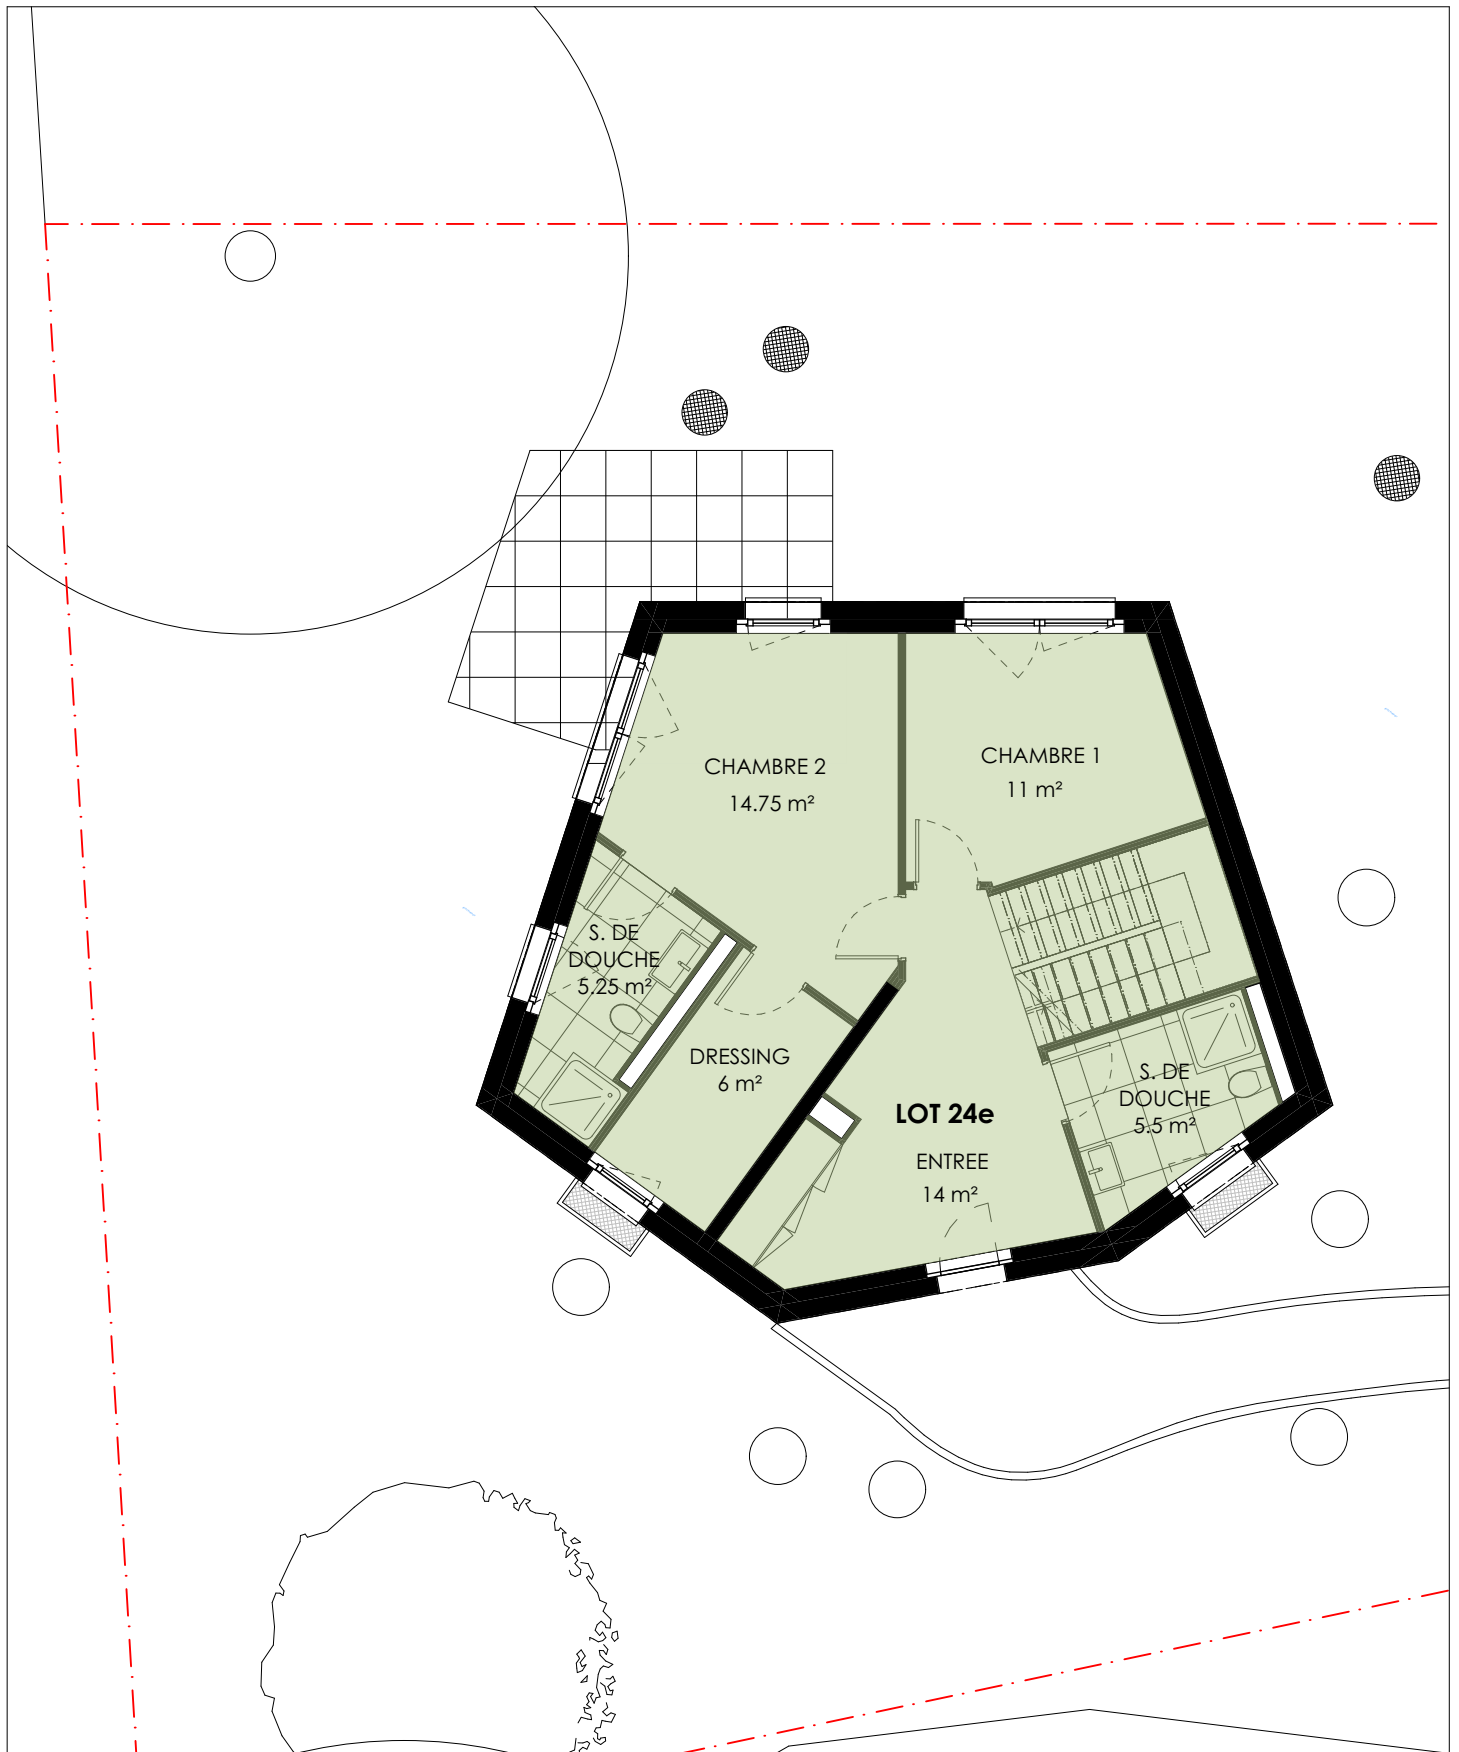 CHAMBRE 2
14.75 m²
CHAMBRE 1
11 m²
S. DE
DOUCHE
5.25 m²
DRESSING
6 m²
LOT 24e
ENTREE
14 m²
S. DE
DOUCHE
5.5 m²